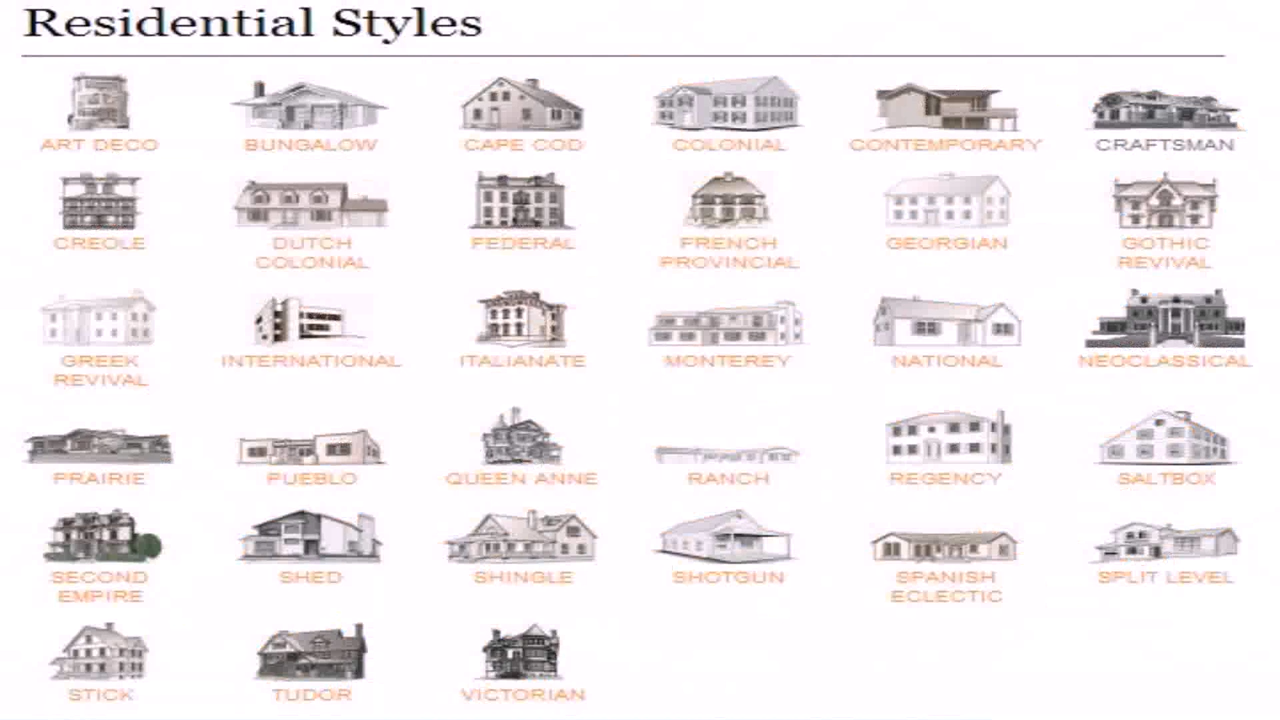 Residential Styles
ART DECO
BUNGALOW
CAPE COD
COLONIAL
CONTEMPORARY
CRAFTSMAN
CREOLE
DUTCH
COLONIAL
FEDERAL
FRENCH
PROVINCIAL
GEORGIAN
GOTHIC
REVIVAL
GREEK
REVIVAL
INTERNATIONAL
ITALIANATE
MONTEREY
NATIONAL
NEOCLASSICAL
PRAIRIE
PUEBLO
QUEEN ANNE
RANCH
REGENCY
SALTBOX
SECOND
EMPIRE
SHED
SHINGLE
SHOTGUN
SPANISH
ECLECTIC
SPLIT LEVEL
STICK
TUDOR
VICTORIAN